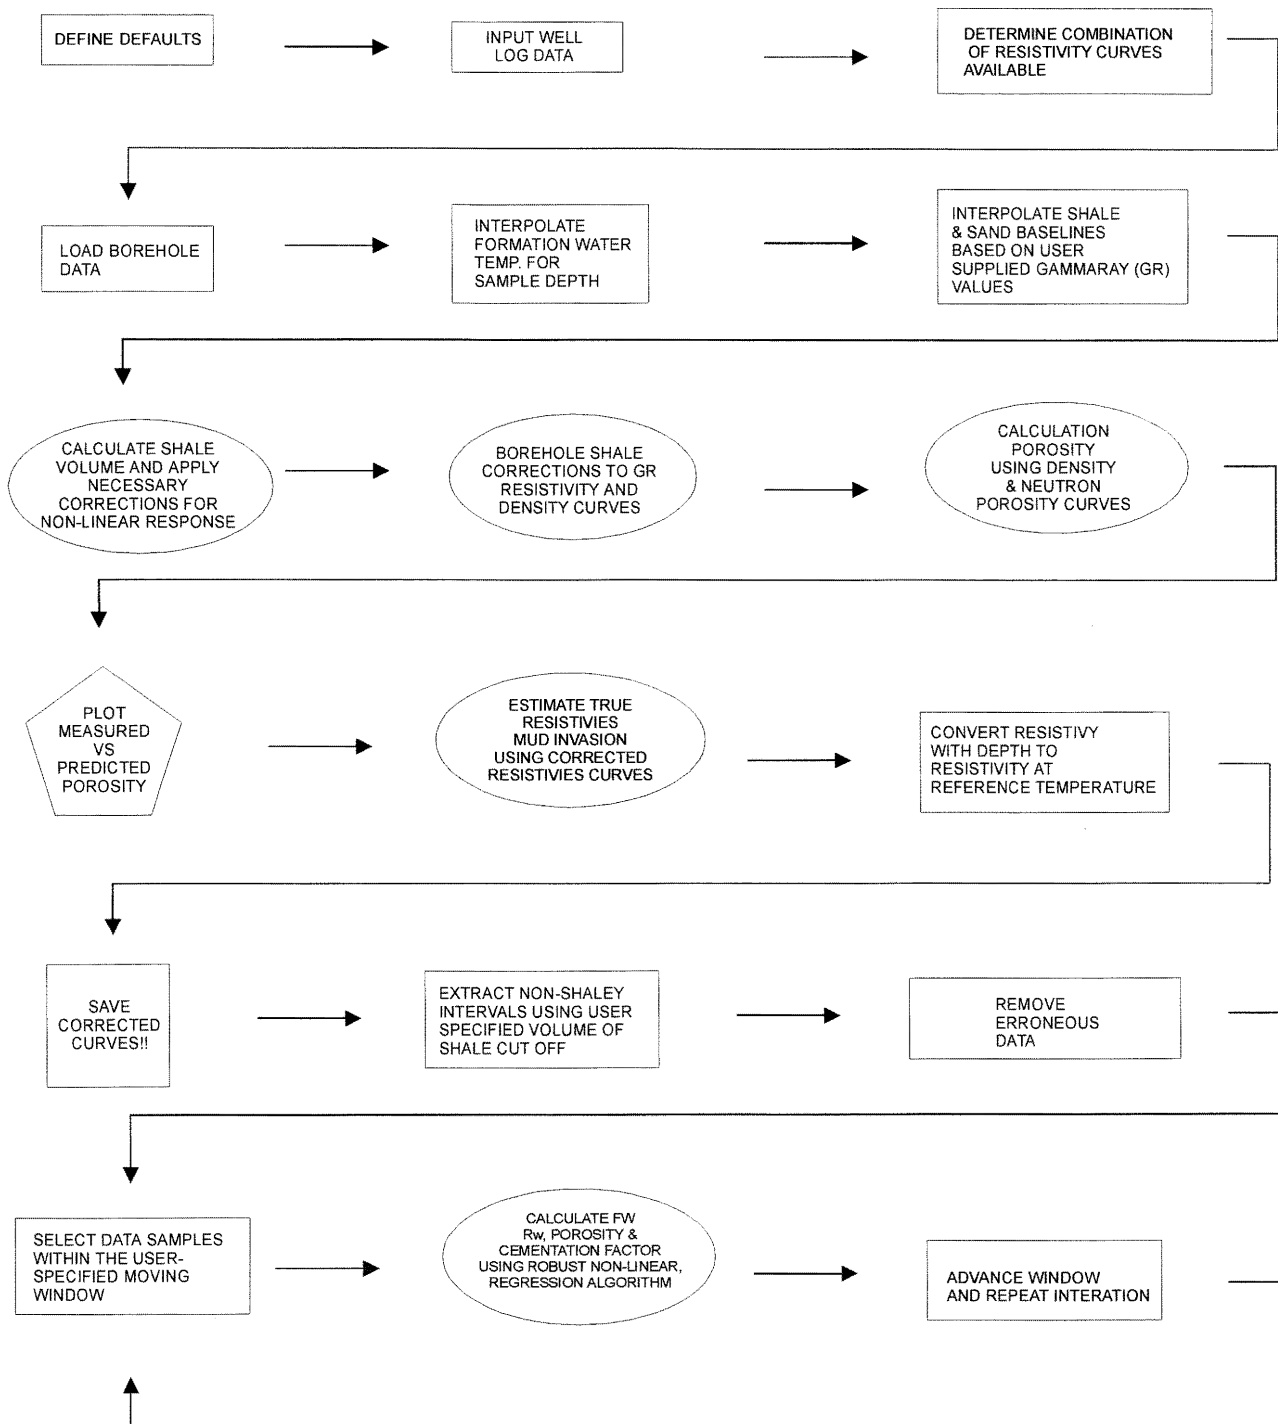 DEFINE DEFAULTS
INPUT WELL
LOG DATA
DETERMINE COMBINATION
OF RESISTIVITY CURVES
AVAILABLE
LOAD BOREHOLE
DATA
INTERPOLATE
FORMATION WATER
TEMP. FOR
SAMPLE DEPTH
INTERPOLATE SHALE
& SAND BASELINES
BASED ON USER
SUPPLIED GAMMARAY (GR)
VALUES
CALCULATE SHALE
VOLUME AND APPLY
NECESSARY
CORRECTIONS FOR
NON-LINEAR RESPONSE
BOREHOLE SHALE
CORRECTIONS TO GR
RESISTIVITY AND
DENSITY CURVES
CALCULATION
POROSITY
USING DENSITY
& NEUTRON
POROSITY CURVES
PLOT
MEASURED
VS
PREDICTED
POROSITY
ESTIMATE TRUE
RESISTIVIES
MUD INVASION
USING CORRECTED
RESISTIVIES CURVES
CONVERT RESISTIVY
WITH DEPTH TO
RESISTIVITY AT
REFERENCE TEMPERATURE
SAVE
CORRECTED
CURVES!!
EXTRACT NON-SHALEY
INTERVALS USING USER
SPECIFIED VOLUME OF
SHALE CUT OFF
REMOVE
ERRONEOUS
DATA
SELECT DATA SAMPLES
WITHIN THE USER-
SPECIFIED MOVING
WINDOW
CALCULATE FW
Rw, POROSITY &
CEMENTATION FACTOR
USING ROBUST NON-LINEAR,
REGRESSION ALGORITHM
ADVANCE WINDOW
AND REPEAT INTERATION